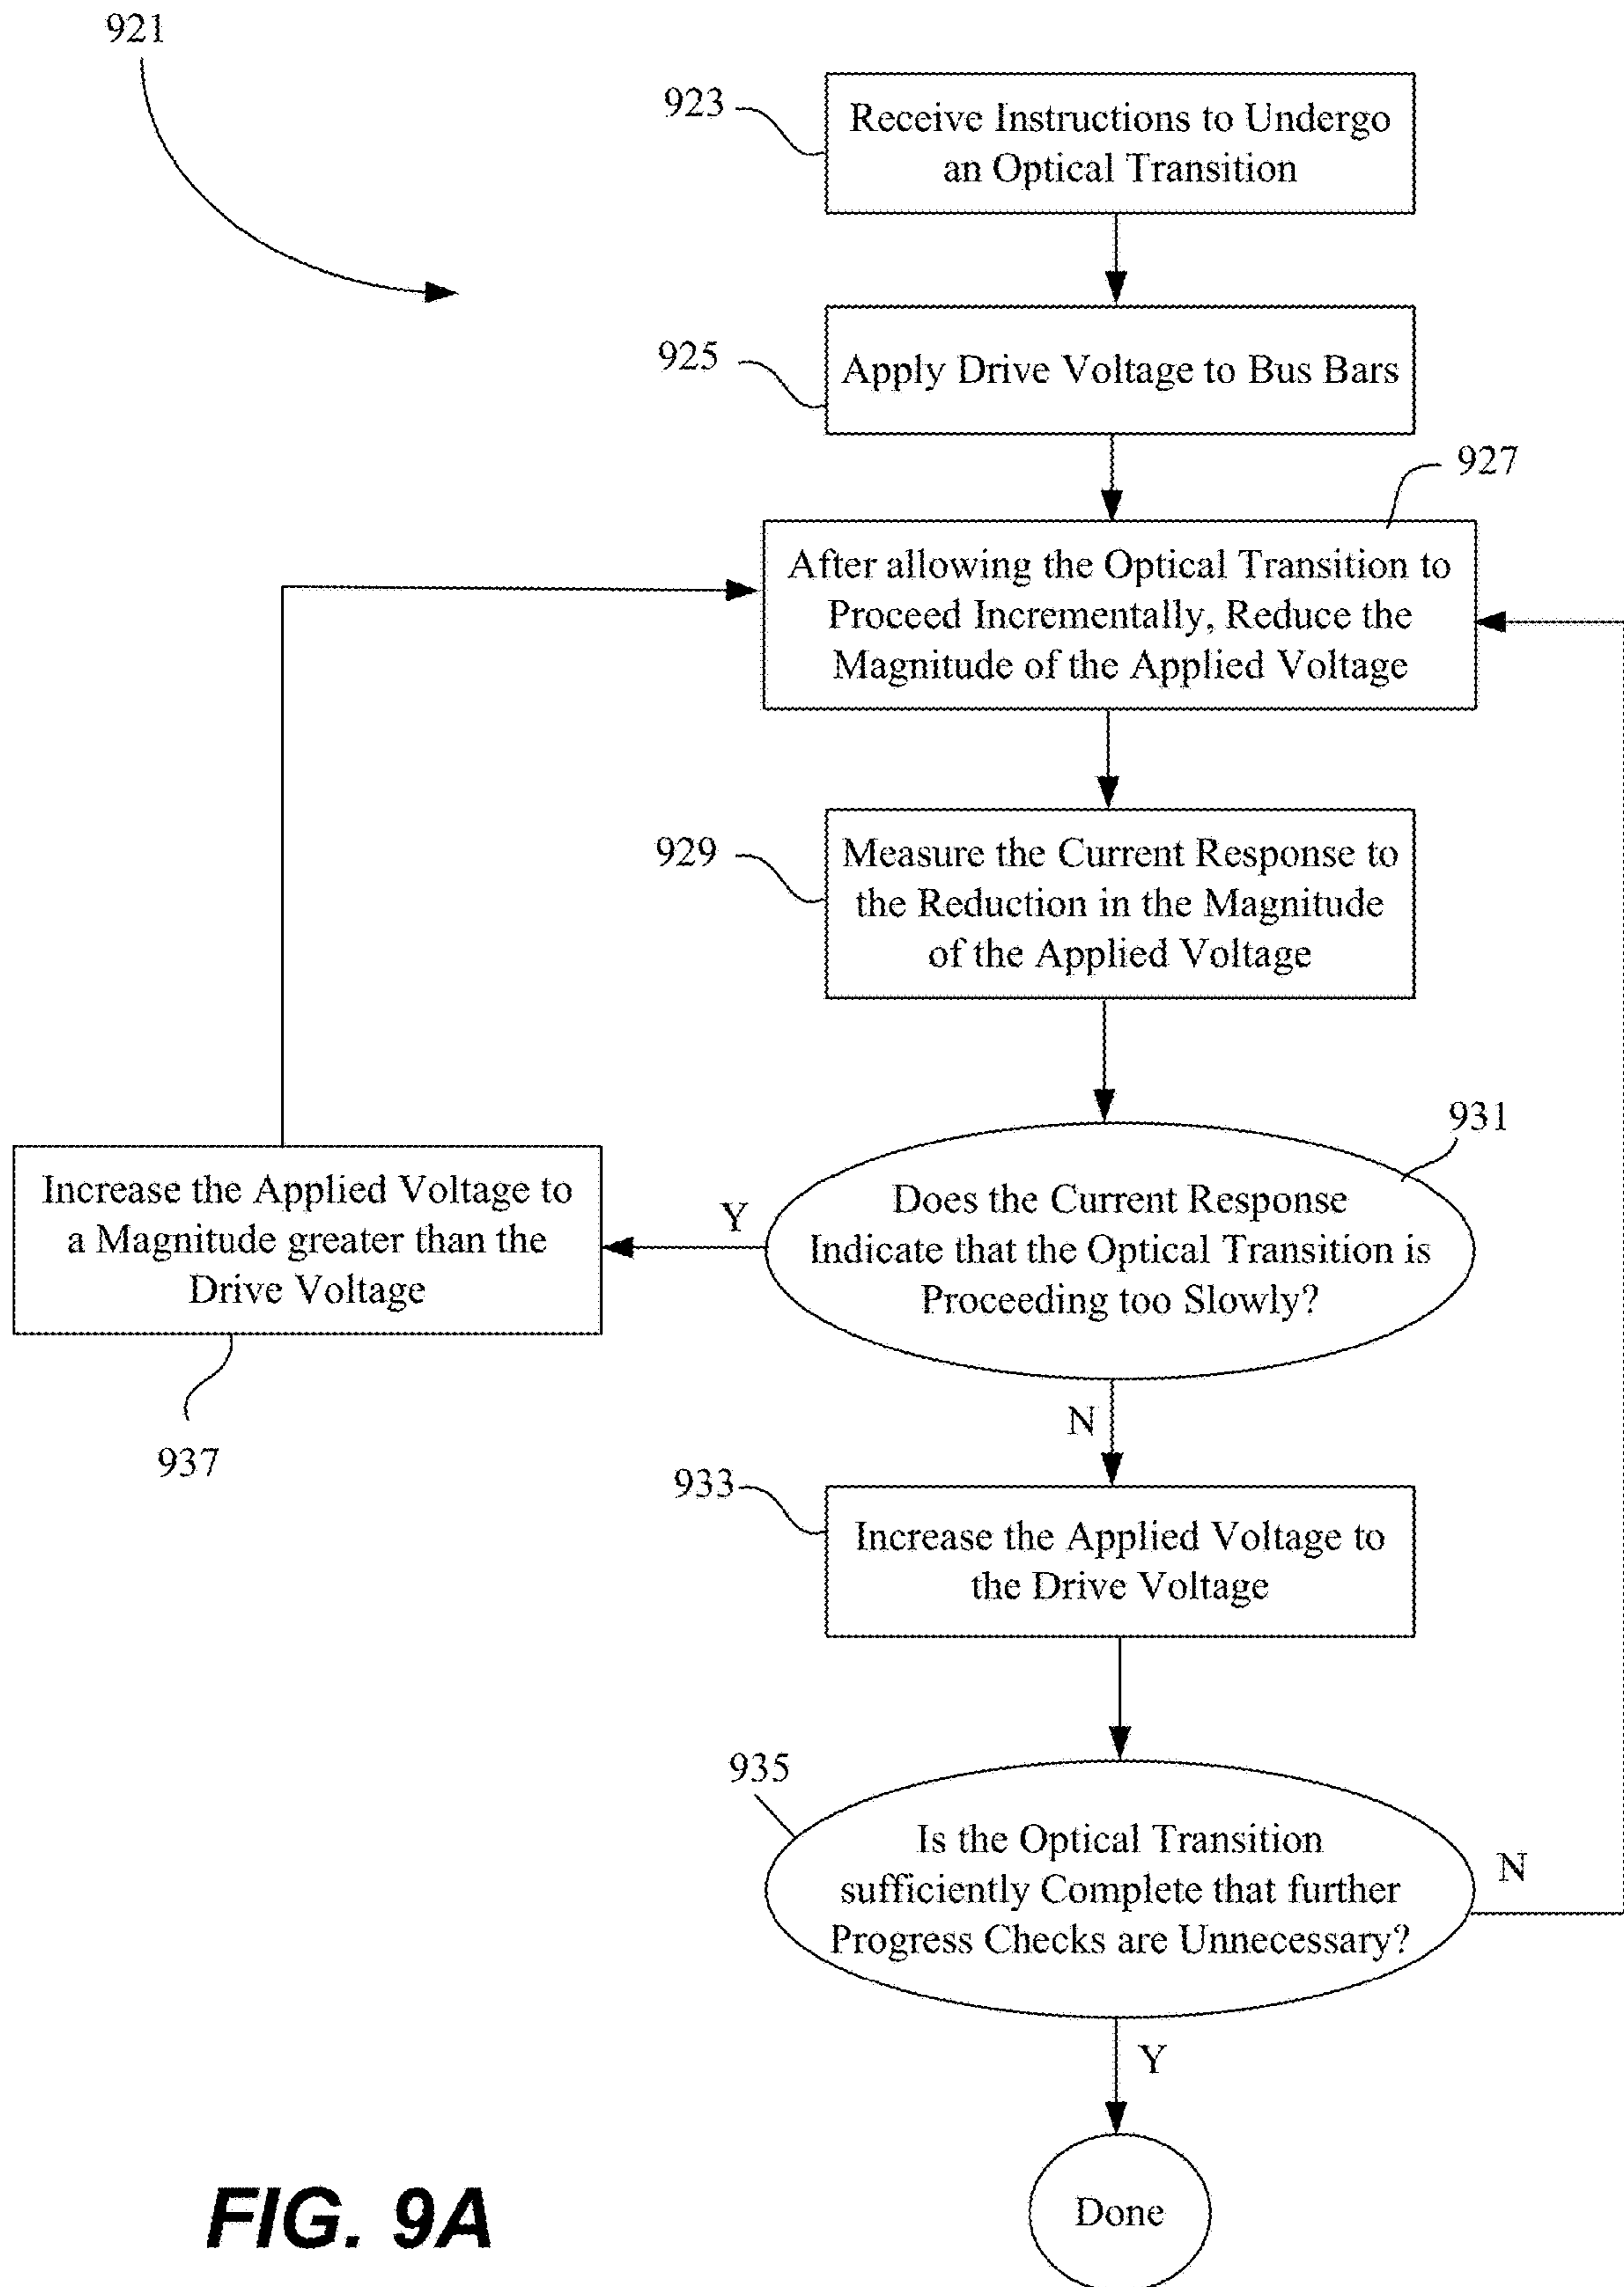 921
923
Receive Instructions to Undergo
an Optical Transition
925
Apply Drive Voltage to Bus Bars
927
After allowing the Optical Transition to
Proceed Incrementally, Reduce the
Magnitude of the Applied Voltage
929
Measure the Current Response to
the Reduction in the Magnitude
of the Applied Voltage
931
Does the Current Response
Indicate that the Optical Transition is
Proceeding too Slowly?
Y
Increase the Applied Voltage to
a Magnitude greater than the
Drive Voltage
937
N
933
Increase the Applied Voltage to
the Drive Voltage
935
Is the Optical Transition
sufficiently Complete that further
Progress Checks are Unnecessary?
N
Y
Done
FIG. 9A